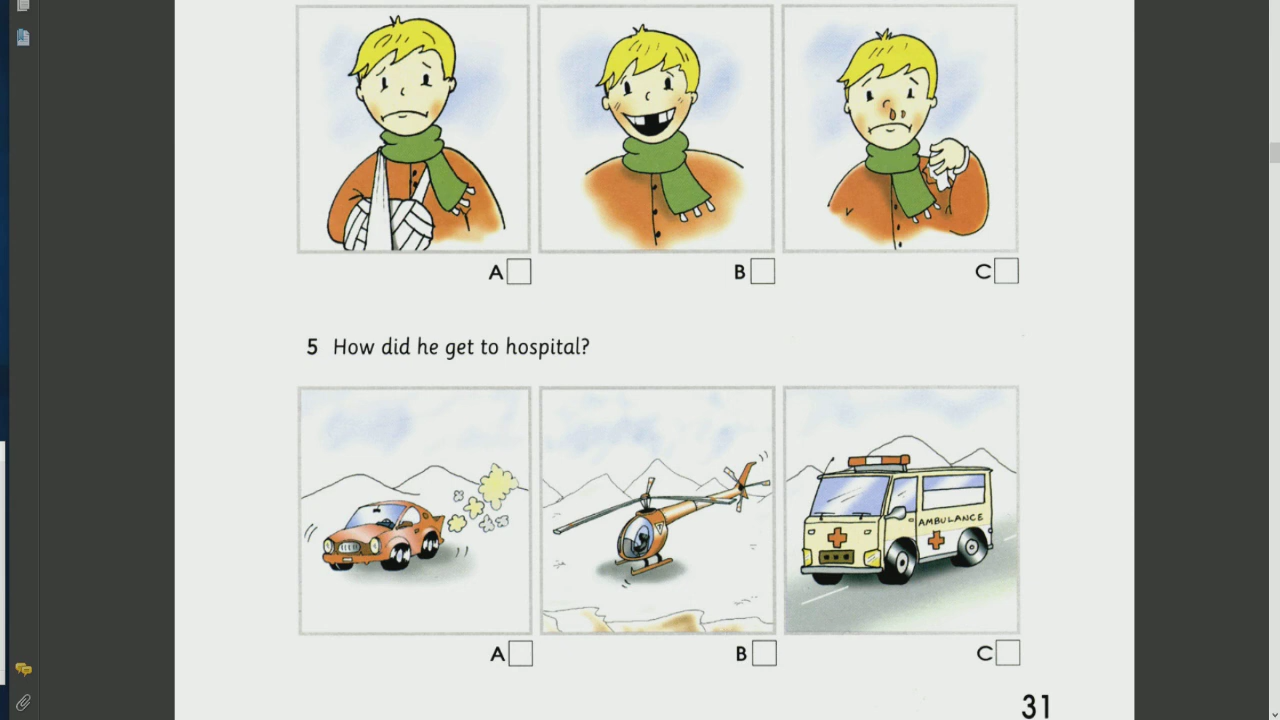 A B C
5 How did he get to hospital?
AMBULANCE
A B C
31